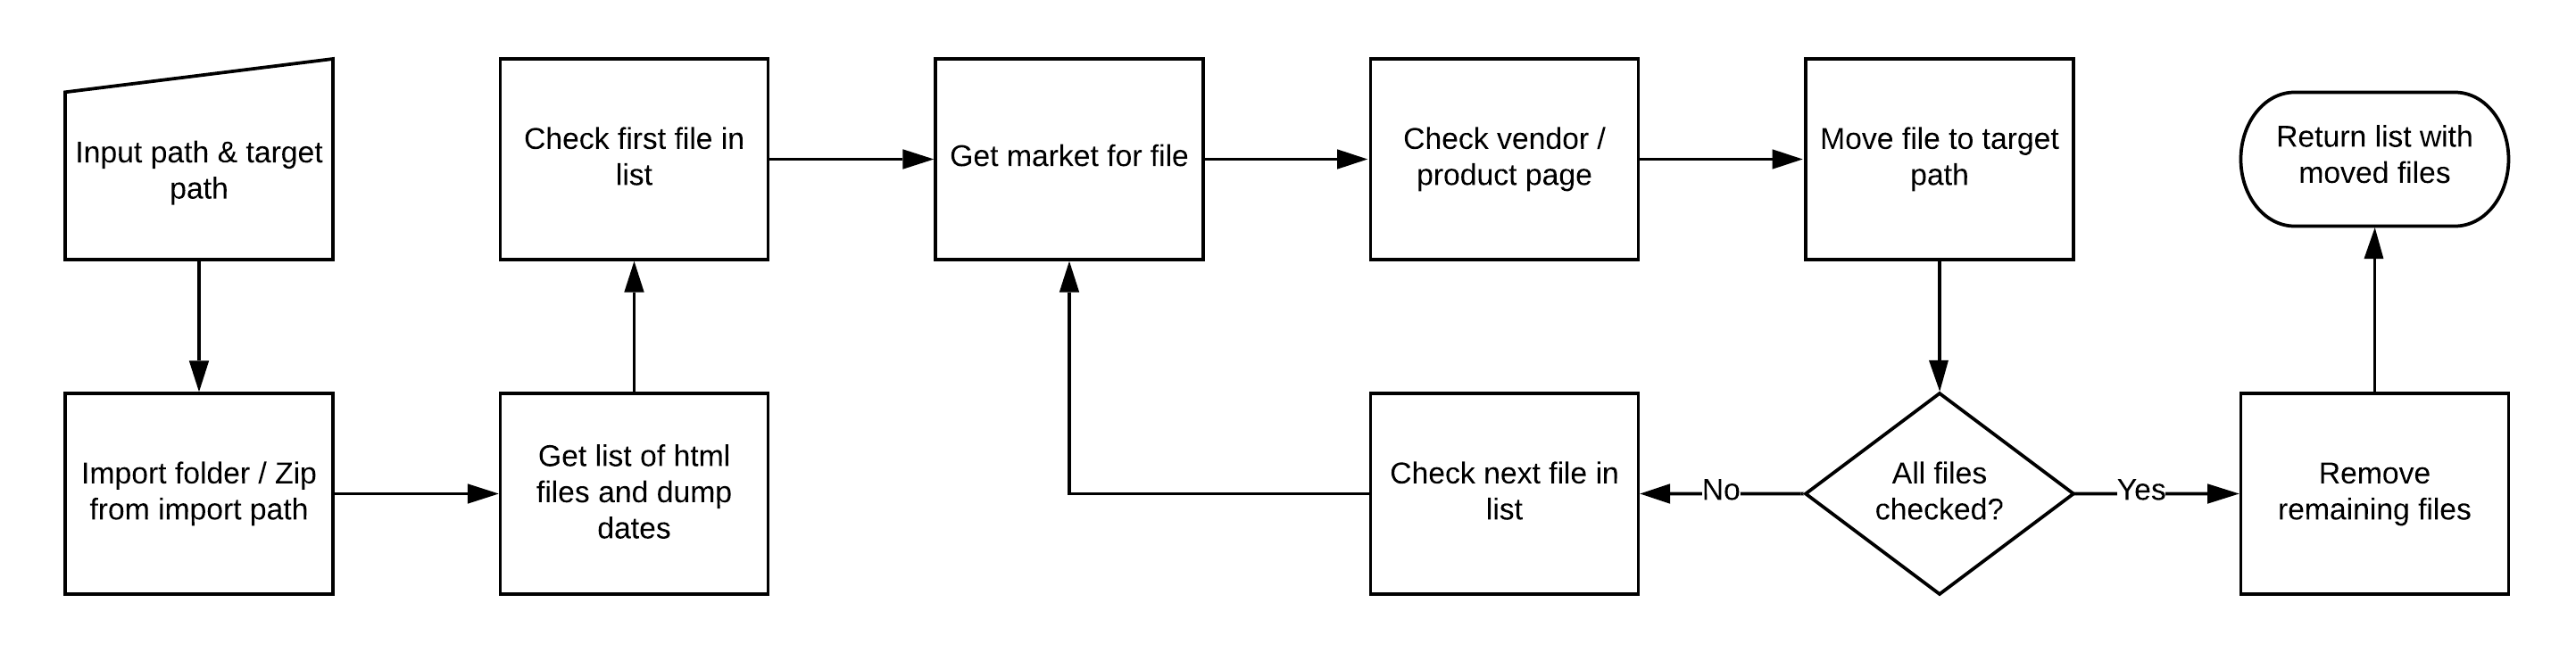 Input path & target
path
Import folder / Zip
from import path
Get list of html
files and dump
dates
Check first file in
list
Get market for file
Check vendor /
product page
Move file to target
path
All files
checked?
No
Check next file in
list
Yes
Remove
remaining files
Return list with
moved files